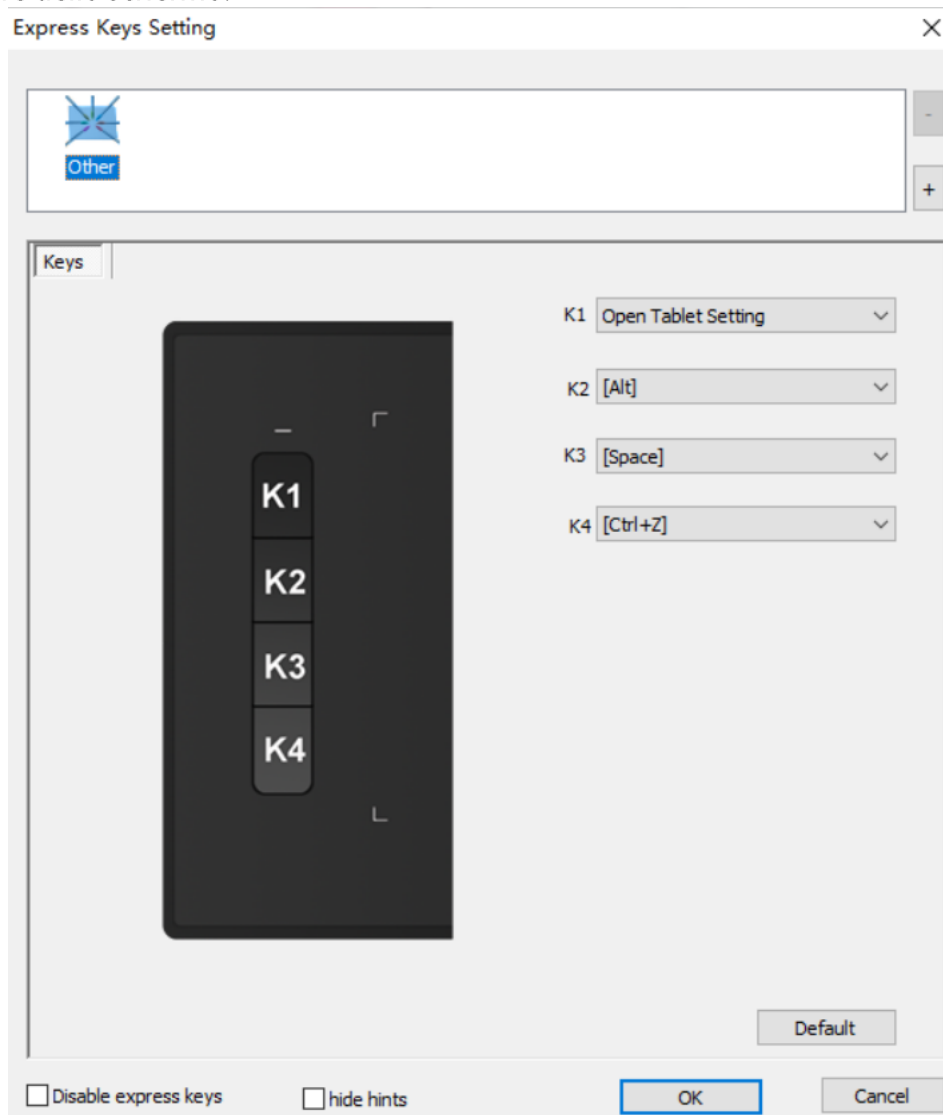 Express Keys Setting
-
Other
+
Keys
K1 Open Tablet Setting
K2 [Alt]
K3 [Space]
K4 [Ctrl+Z]
K1
K2
K3
K4
Default
Disable express keys
hide hints
OK
Cancel